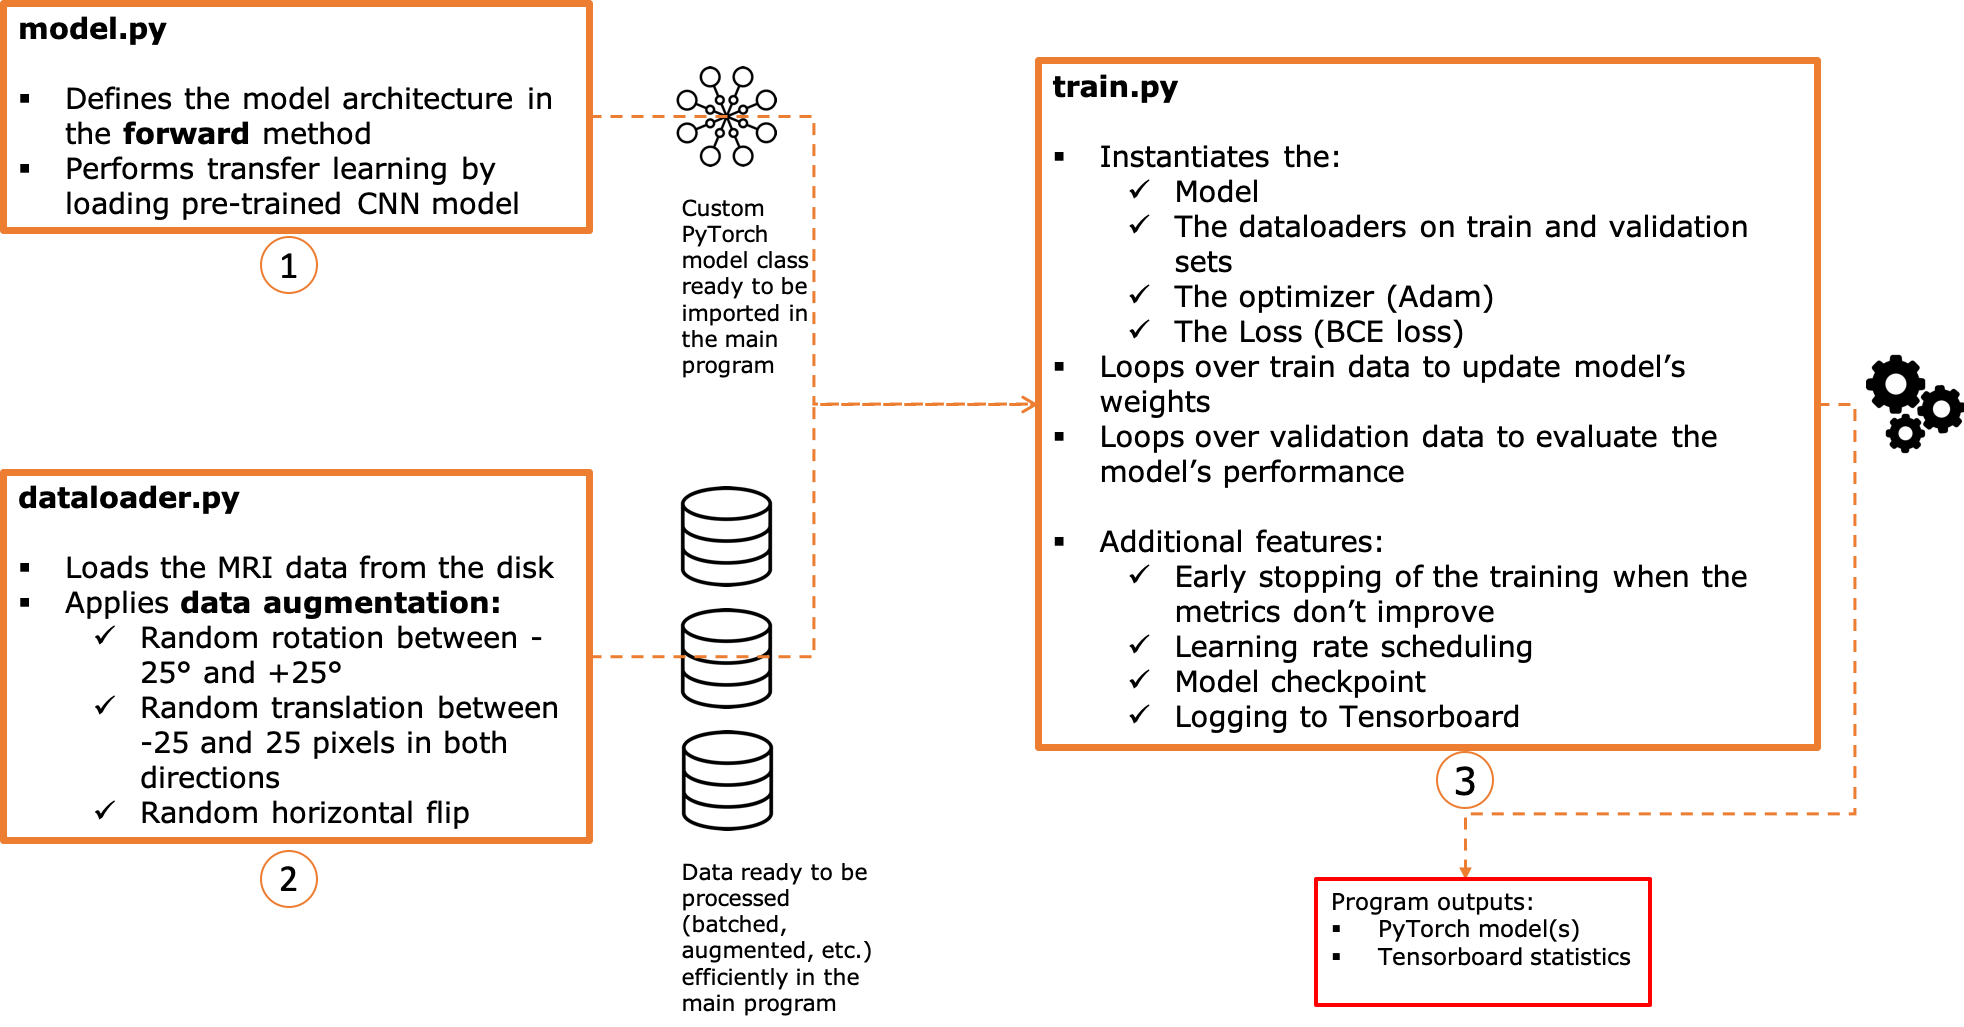 model.py
▪ Defines the model architecture in
the forward method
▪ Performs transfer learning by
loading pre-trained CNN model
1
Custom
PyTorch
model class
ready to be
imported in
the main
program
dataloader.py
▪ Loads the MRI data from the disk
▪ Applies data augmentation:
✓ Random rotation between -
25° and +25°
✓ Random translation between
-25 and 25 pixels in both
directions
✓ Random horizontal flip
2
Data ready to be
processed
(batched,
augmented, etc.)
efficiently in the
main program
train.py
▪ Instantiates the:
✓ Model
✓ The dataloaders on train and validation
sets
✓ The optimizer (Adam)
✓ The Loss (BCE loss)
▪ Loops over train data to update model’s
weights
▪ Loops over validation data to evaluate the
model’s performance
▪ Additional features:
✓ Early stopping of the training when the
metrics don’t improve
✓ Learning rate scheduling
✓ Model checkpoint
✓ Logging to Tensorboard
3
Program outputs:
▪ PyTorch model(s)
▪ Tensorboard statistics